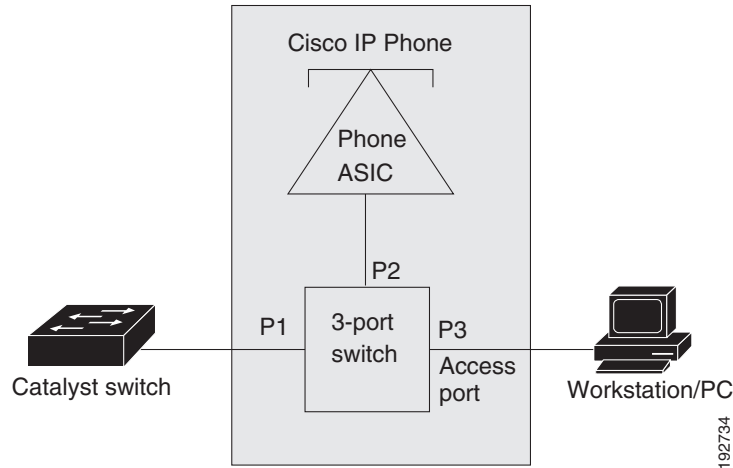 Cisco IP Phone
Phone
ASIC
P2
P1
3-port
switch
P3
Access
port
Catalyst switch
Workstation/PC
192734